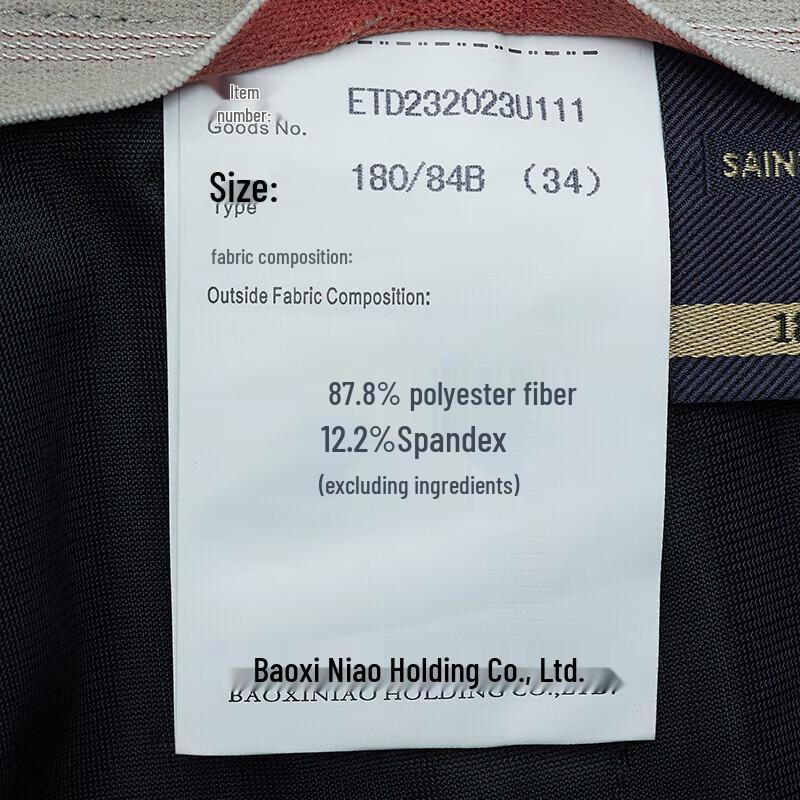 Item
number:
Goods No.
ETD232023U111
Size:
Type
180/84B (34)
fabric composition:
Outside Fabric Composition:
87.8% polyester fiber
12.2%Spandex
(excluding ingredients)
Baoxi Niao Holding Co., Ltd.
BAOXINIAO HOLDING CO.,LTD.
SAIN